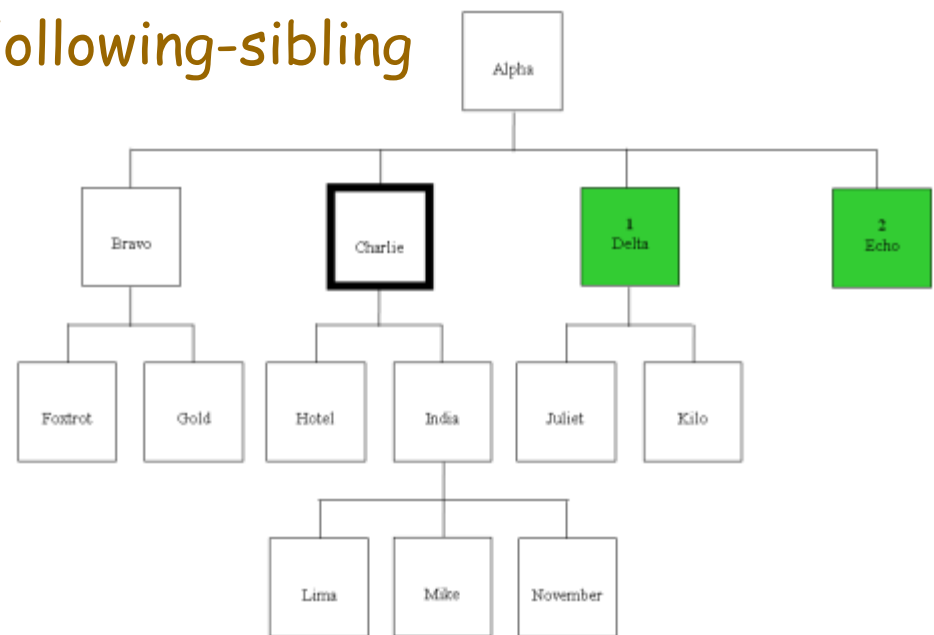 ollowing-sibling
Alpha
Bravo
Charlie
1
Delta
2
Echo
Foxtrot
Gold
Hotel
India
Juliet
Kilo
Lima
Mike
November